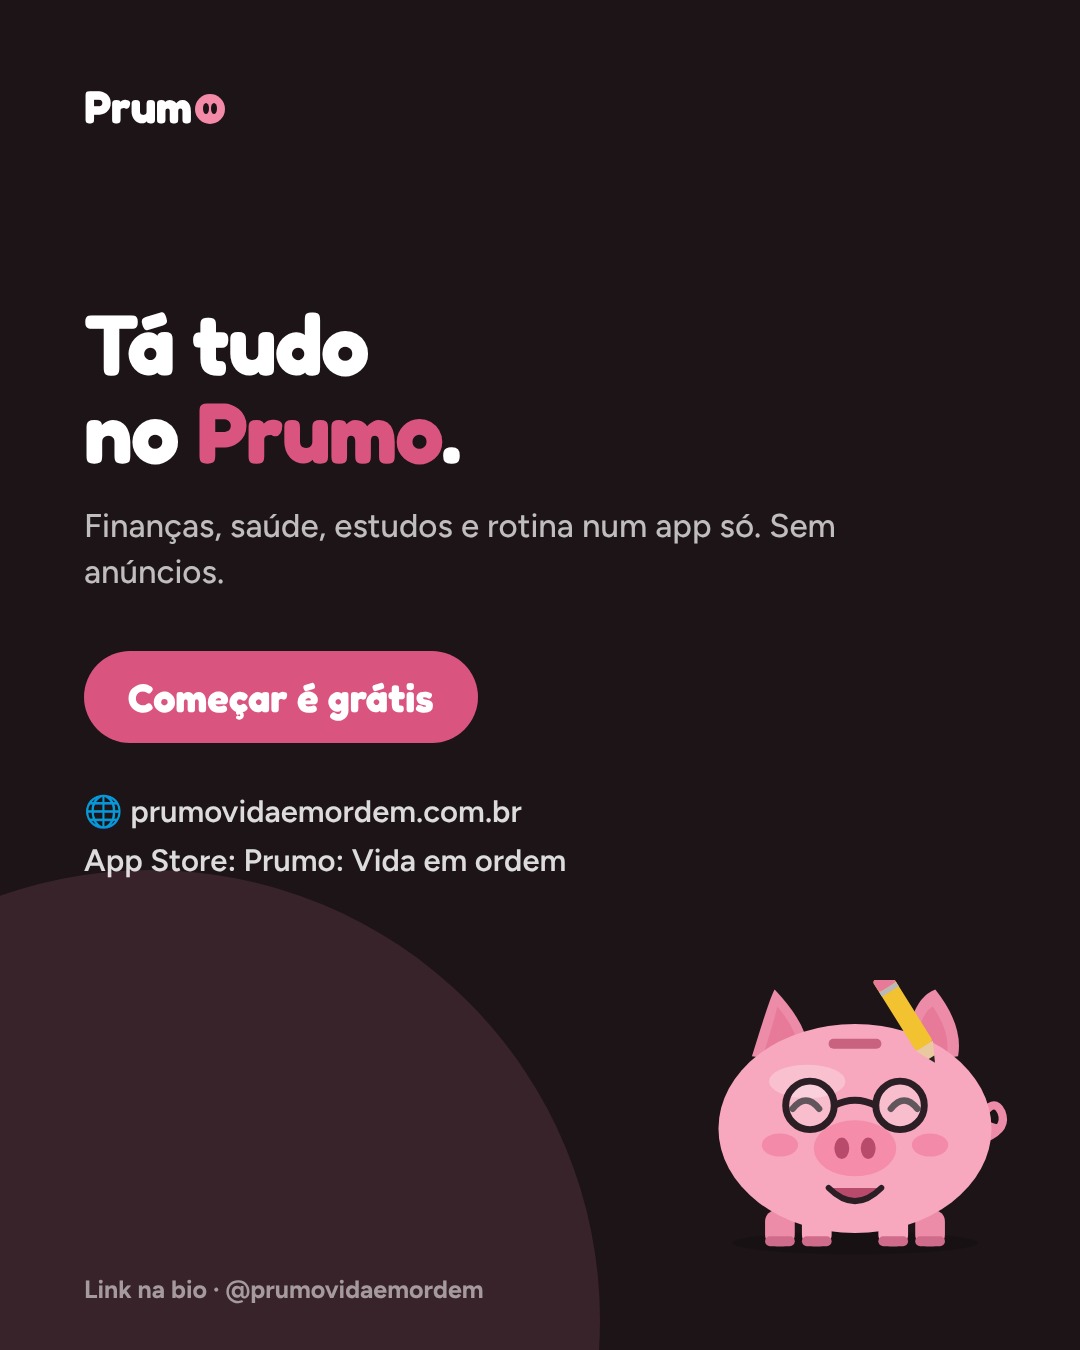 Prumo
Tá tudo
no Prumo.
Finanças, saúde, estudos e rotina num app só. Sem
anúncios.
Começar é grátis
🌐 prumovidaemordem.com.br
App Store: Prumo: Vida em ordem
Link na bio · @prumovidaemordem